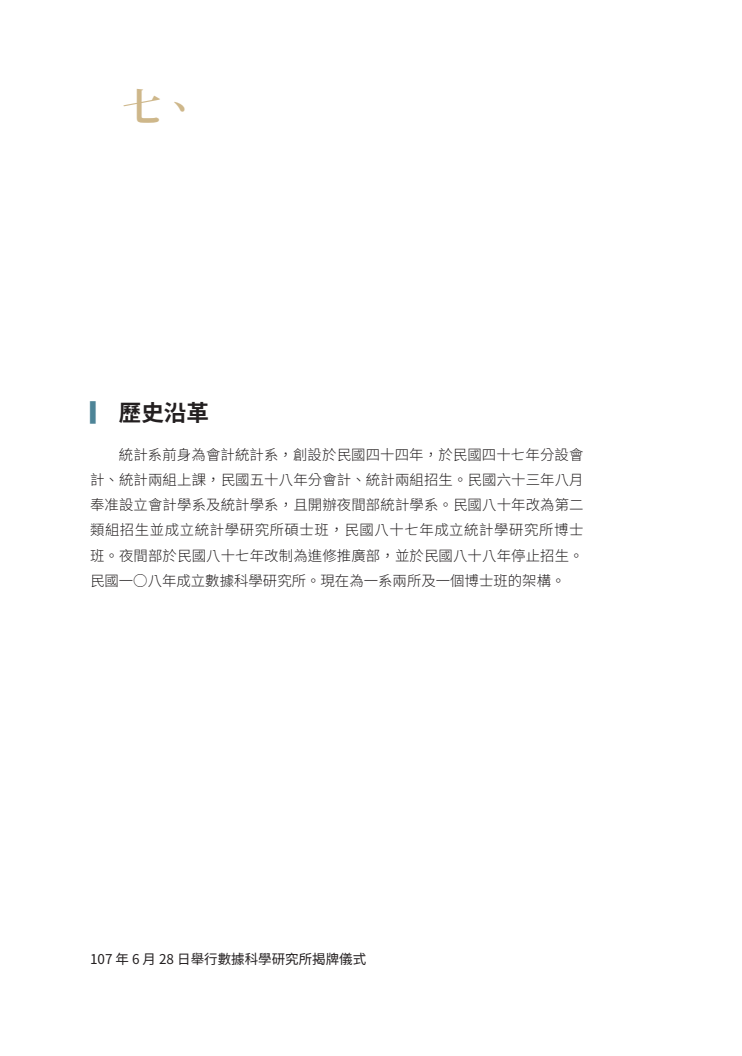 七、
歷史沿革
統計系前身為會計統計系，創設於民國四十四年，於民國四十七年分設會
計、統計兩組上課，民國五十八年分會計、統計兩組招生。民國六十三年八月
奉准設立會計學系及統計學系，且開辦夜間部統計學系。民國八十年改為第二
類組招生並成立統計學研究所碩士班，民國八十七年成立統計學研究所博士
班。夜間部於民國八十七年改制為進修推廣部，並於民國八十八年停止招生。
民國一〇八年成立數據科學研究所。現在為一系兩所及一個博士班的架構。
107 年 6 月 28 日舉行數據科學研究所揭牌儀式